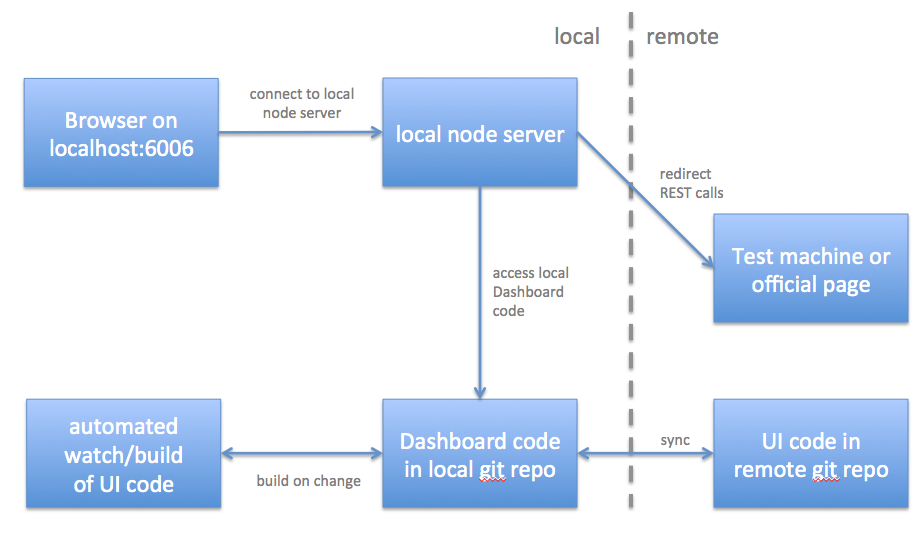 local
remote
Browser on
localhost:6006
connect to local
node server
local node server
redirect
REST calls
Test machine or
official page
access local
Dashboard
code
automated
watch/build
of UI code
build on change
Dashboard code
in local git repo
sync
UI code in
remote git repo